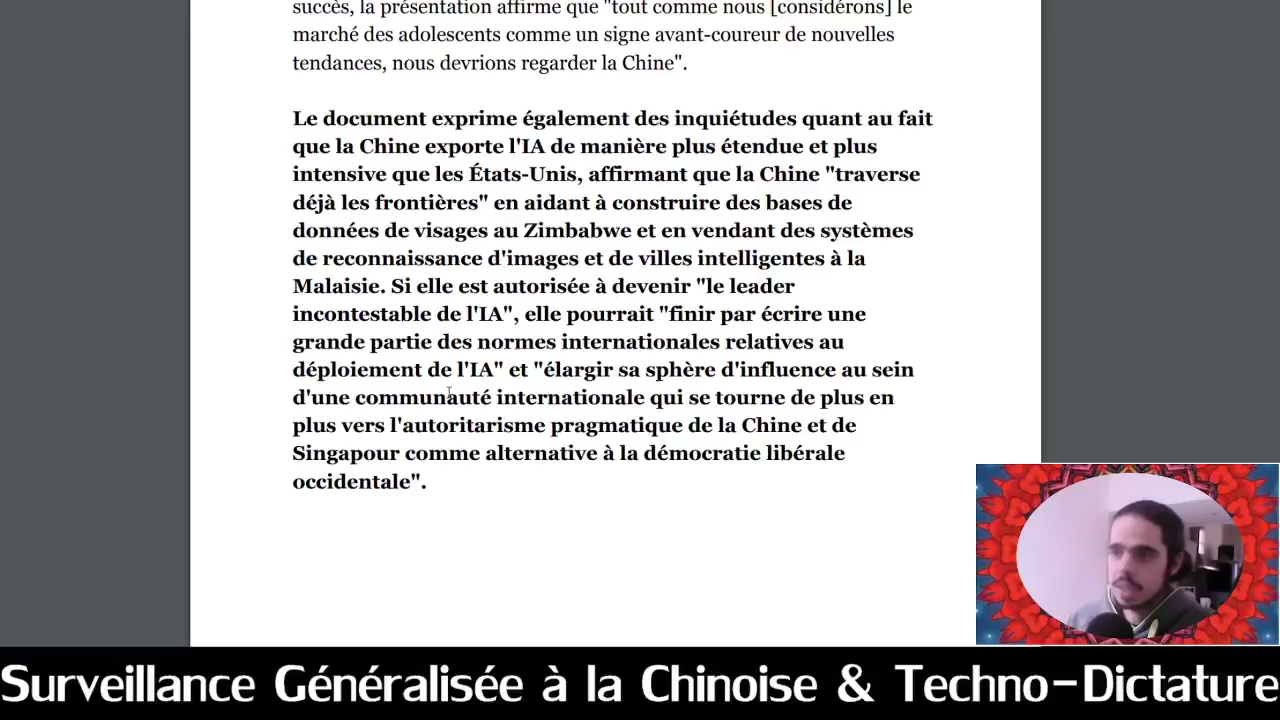 succès, la présentation affirme que "tout comme nous [considérons] le
marché des adolescents comme un signe avant-coureur de nouvelles
tendances, nous devrions regarder la Chine".
Le document exprime également des inquiétudes quant au fait
que la Chine exporte l'IA de manière plus étendue et plus
intensive que les États-Unis, affirmant que la Chine "traverse
déjà les frontières" en aidant à construire des bases de
données de visages au Zimbabwe et en vendant des systèmes
de reconnaissance d'images et de villes intelligentes à la
Malaisie. Si elle est autorisée à devenir "le leader
incontestable de l'IA", elle pourrait "finir par écrire une
grande partie des normes internationales relatives au
déploiement de l'IA" et "élargir sa sphère d'influence au sein
d'une communauté internationale qui se tourne de plus en
plus vers l'autoritarisme pragmatique de la Chine et de
Singapour comme alternative à la démocratie libérale
occidentale".
Surveillance Généralisée à la Chinoise & Techno-Dictature